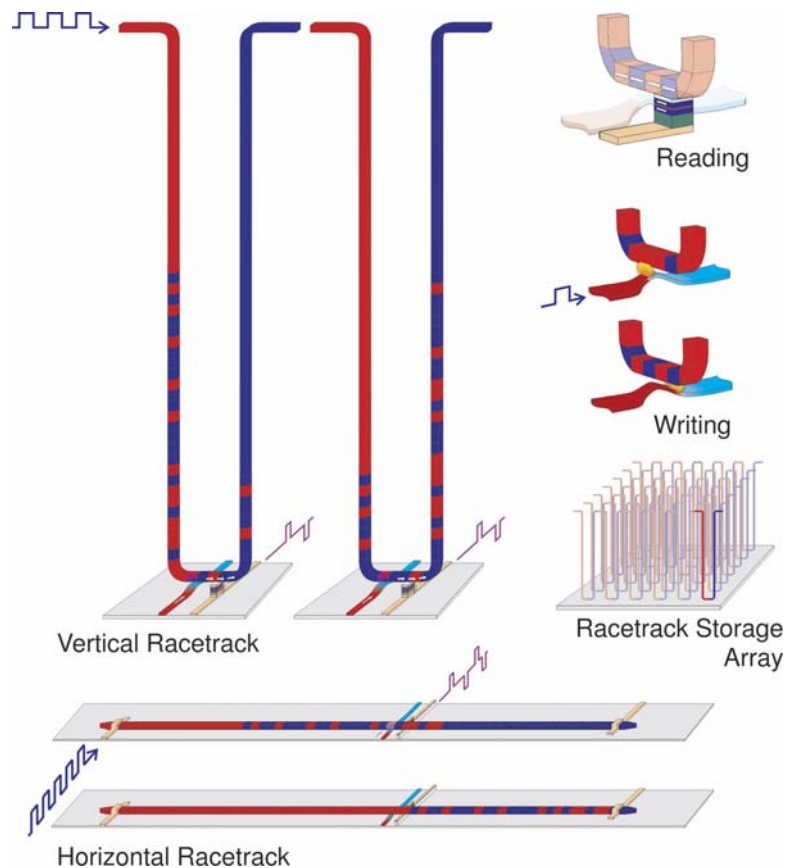 Reading
Writing
Vertical Racetrack
Racetrack Storage
Array
Horizontal Racetrack